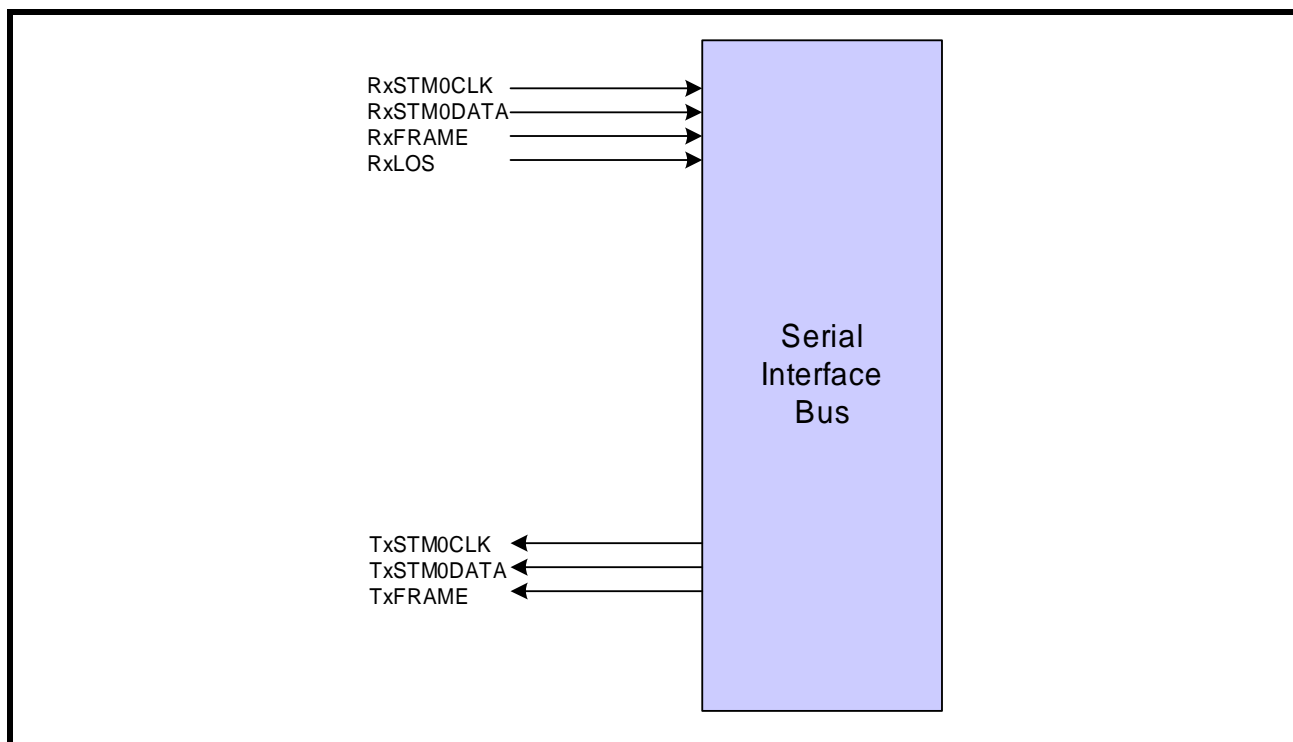 RxSTM0CLK
RxSTM0DATA
RxFRAME
RxLOS
Serial
Interface
Bus
TxSTM0CLK
TxSTM0DATA
TxFRAME